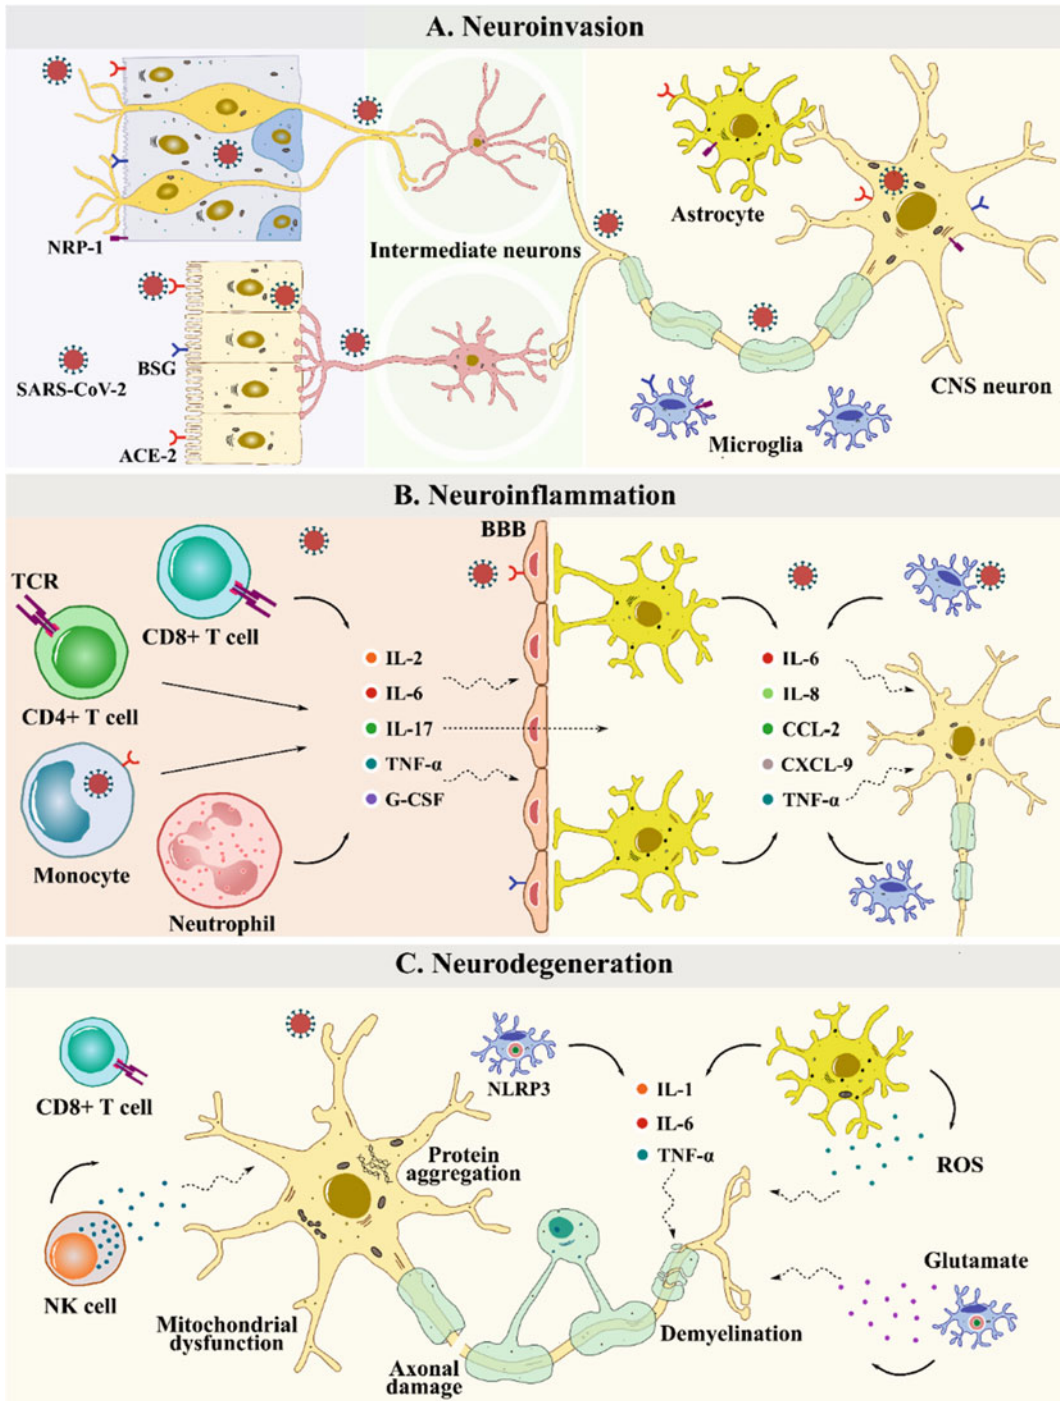 A. Neuroinvasion
NRP-1
Intermediate neurons
Astrocyte
SARS-CoV-2
BSG
ACE-2
CNS neuron
Microglia
B. Neuroinflammation
BBB
TCR
CD8+ T cell
CD4+ T cell
Monocyte
Neutrophil
IL-2
IL-6
IL-17
TNF-α
G-CSF
IL-6
IL-8
CCL-2
CXCL-9
TNF-α
C. Neurodegeneration
CD8+ T cell
NK cell
Protein
aggregation
Mitochondrial
dysfunction
Axonal
damage
NLRP3
IL-1
IL-6
TNF-α
ROS
Glutamate
Demyelination